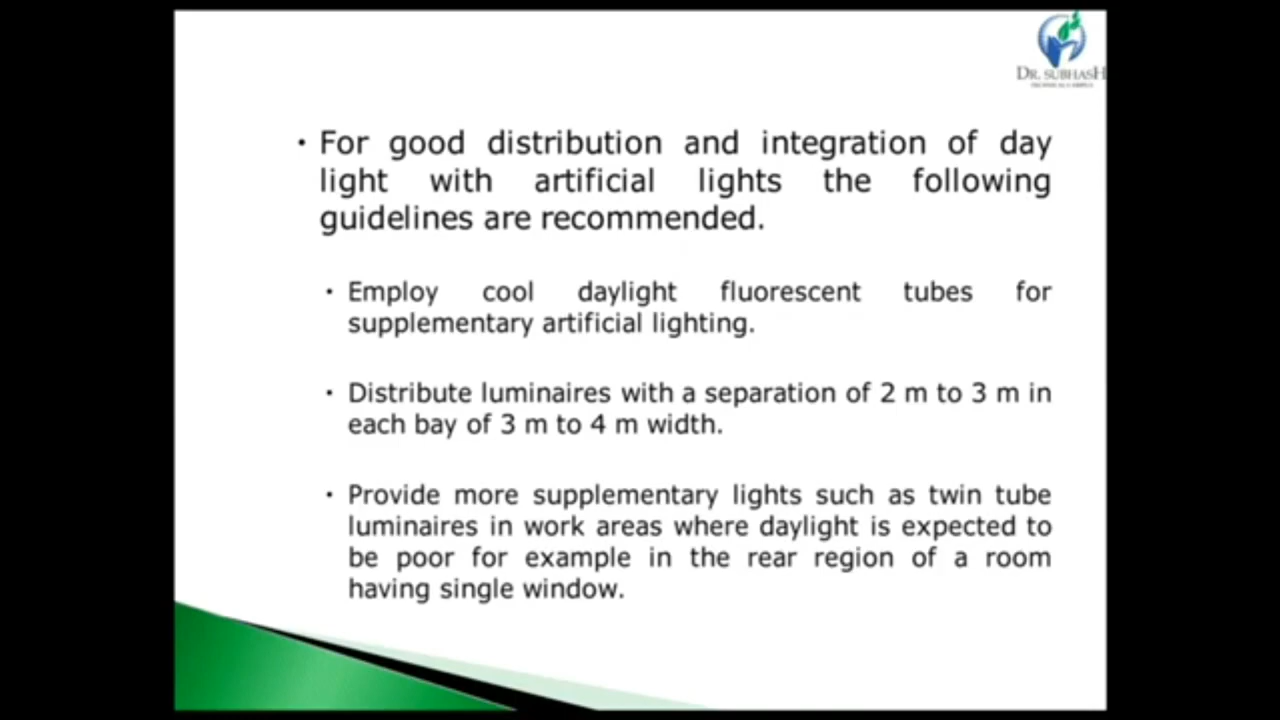 DR. SUBHASH
• For good distribution and integration of day
light with artificial lights the following
guidelines are recommended.
• Employ cool daylight fluorescent tubes for
supplementary artificial lighting.
• Distribute luminaires with a separation of 2 m to 3 m in
each bay of 3 m to 4 m width.
• Provide more supplementary lights such as twin tube
luminaires in work areas where daylight is expected to
be poor for example in the rear region of a room
having single window.